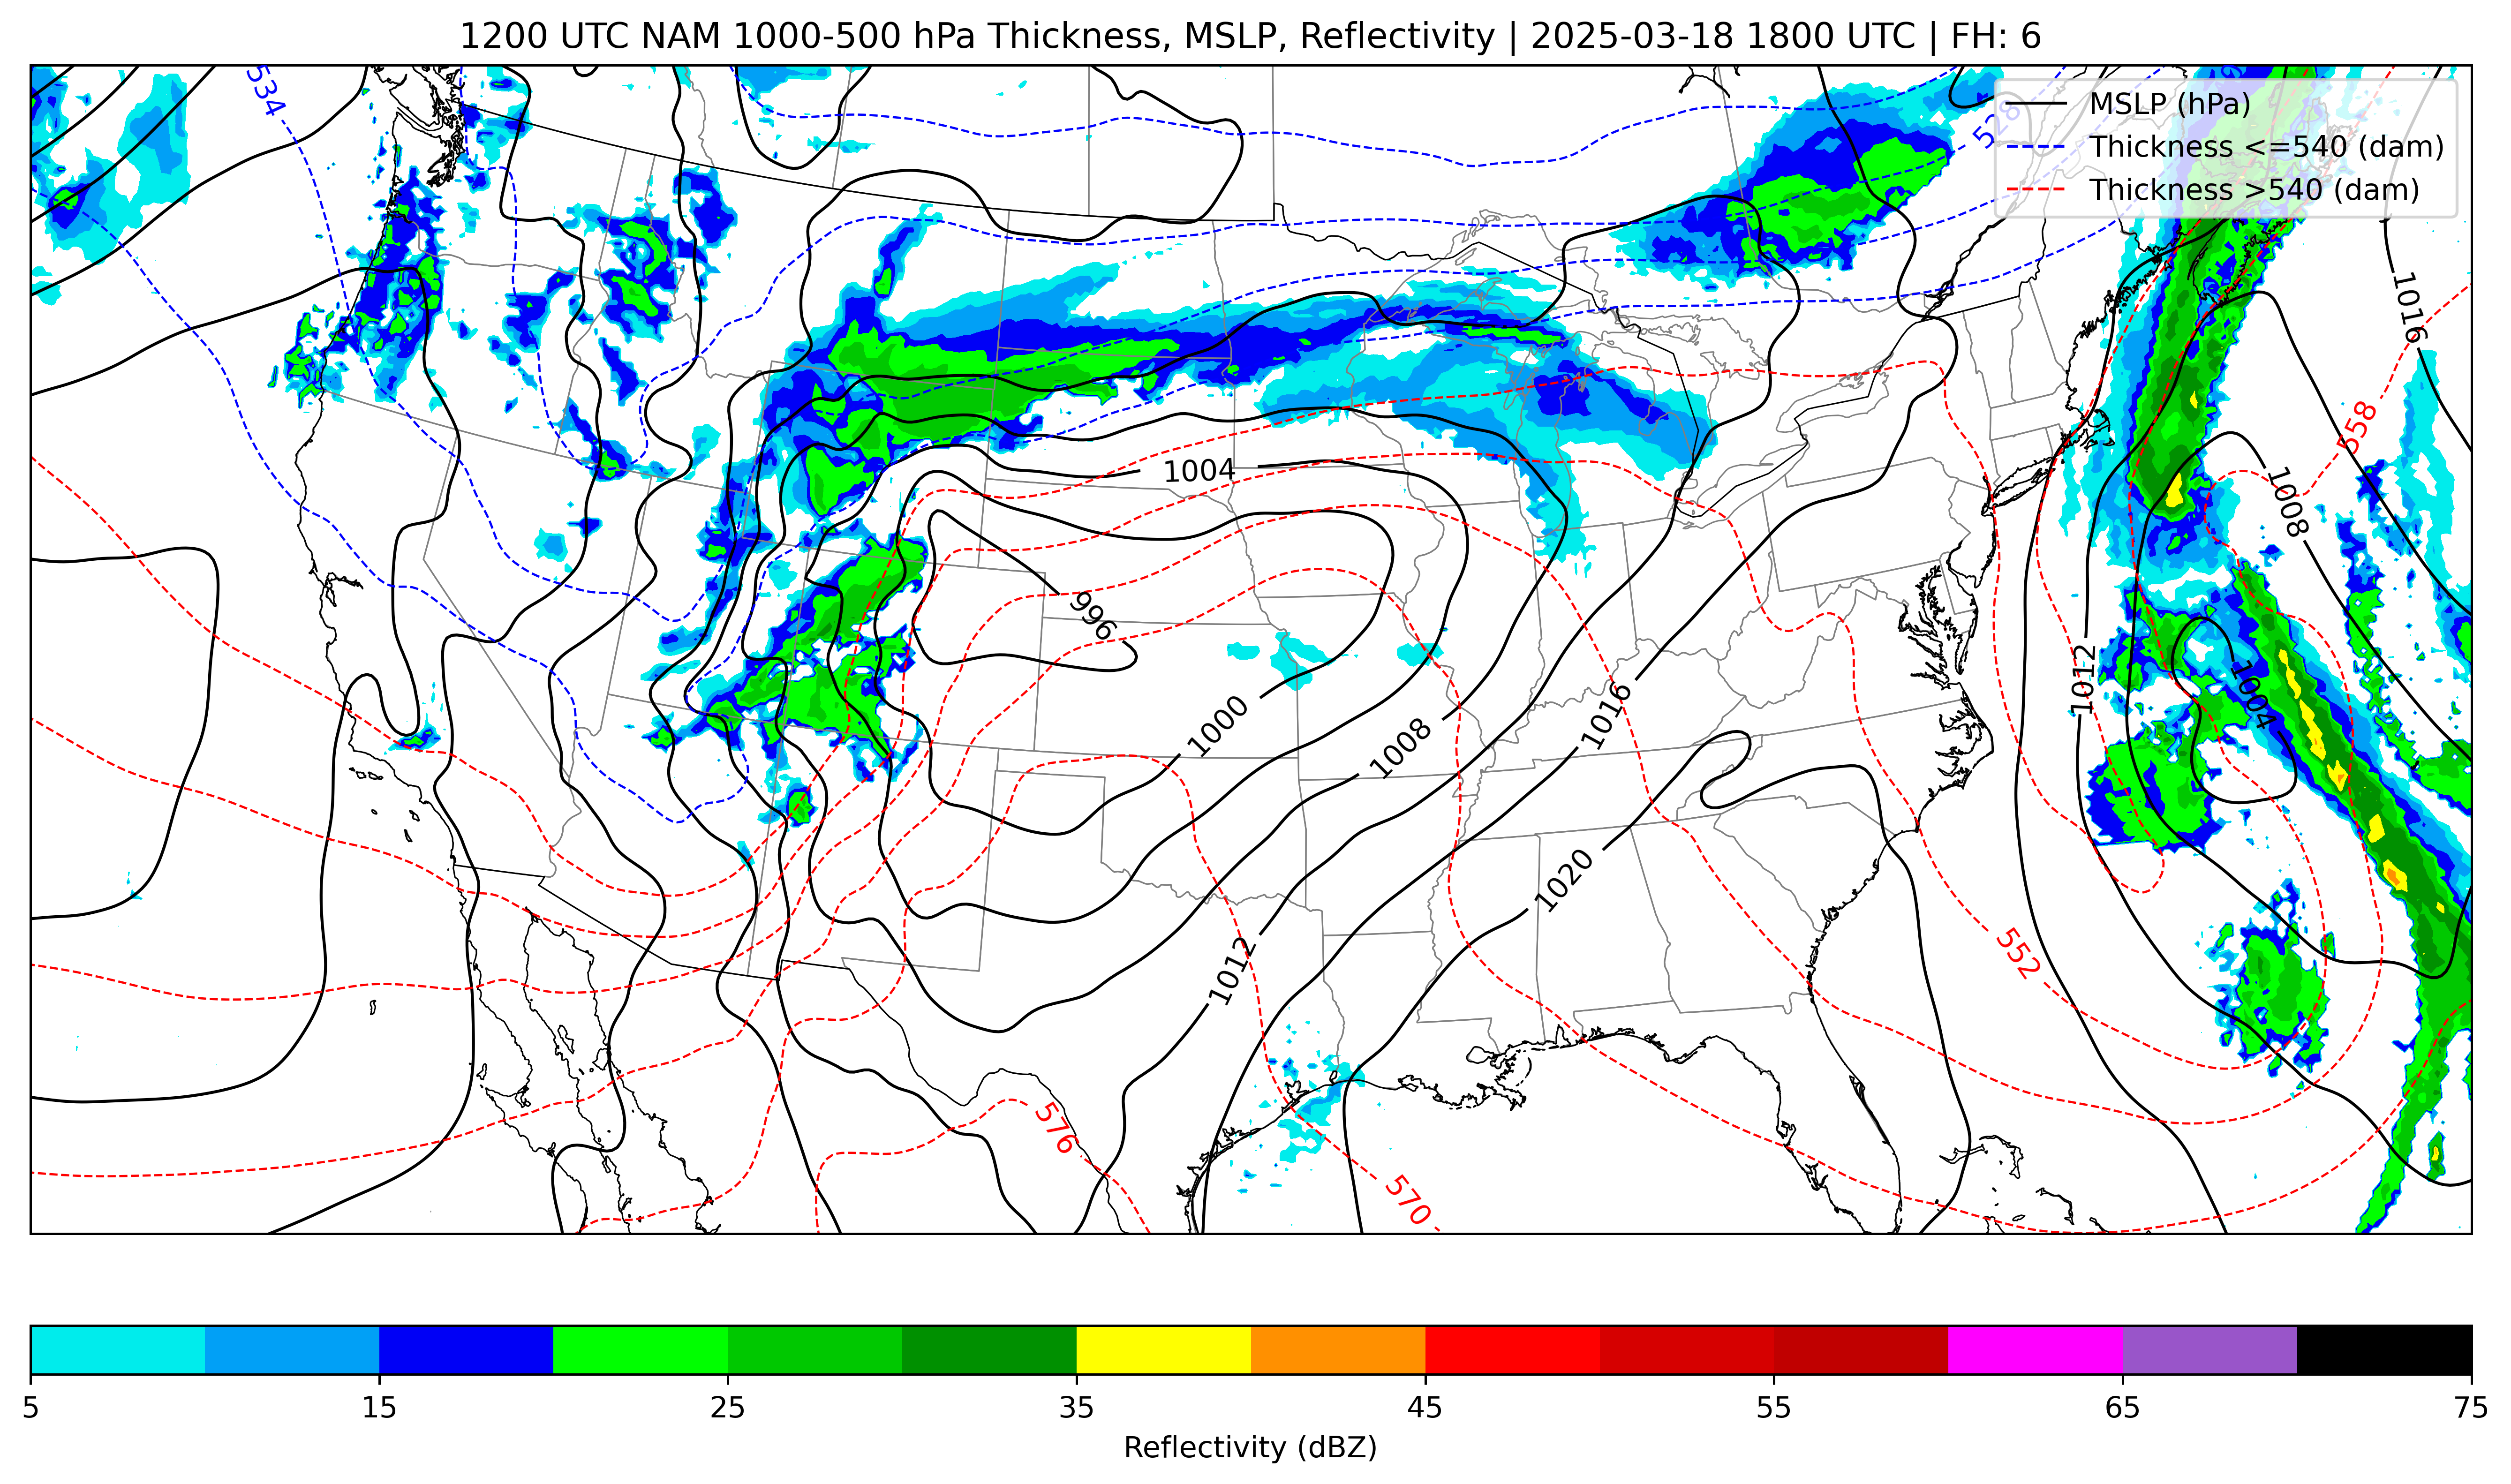 1200 UTC NAM 1000-500 hPa Thickness, MSLP, Reflectivity | 2025-03-18 1800 UTC | FH: 6
MSLP (hPa)
Thickness <=540 (dam)
Thickness >540 (dam)
534
528
1016
558
1004
1008
996
1012
1004
1000
1016
1008
1020
1012
552
576
570
5 15 25 35 45 55 65 75
Reflectivity (dBZ)